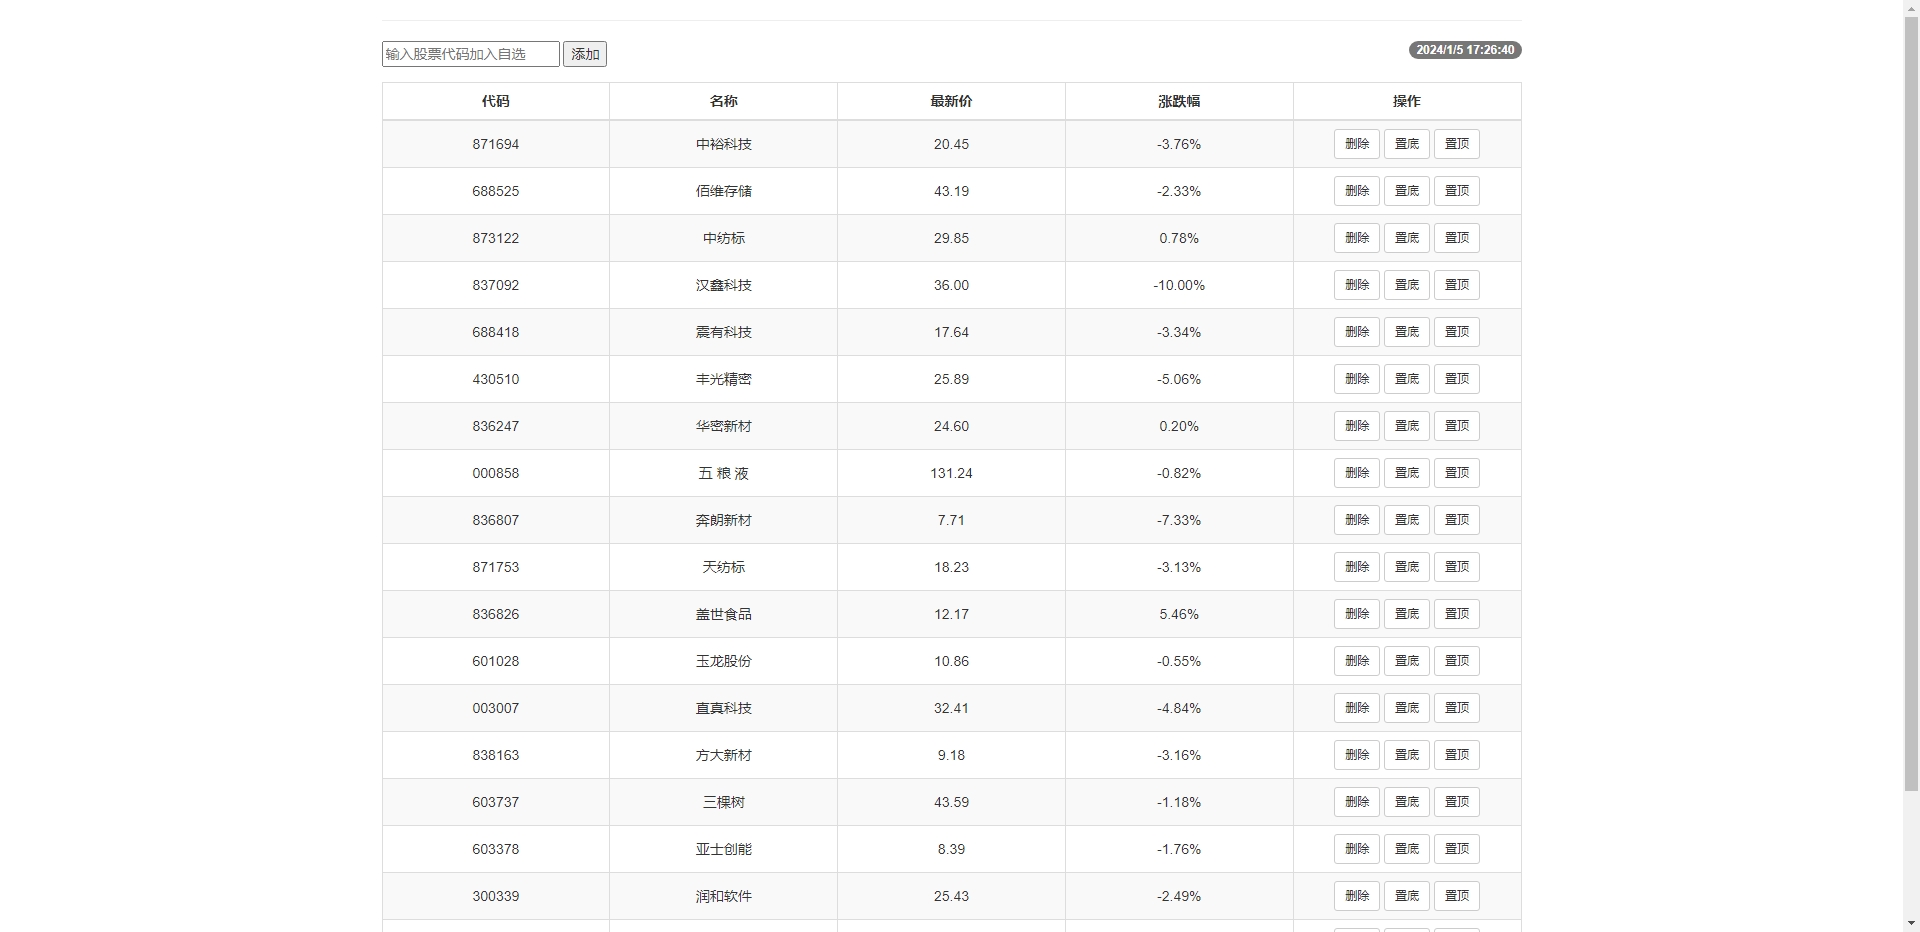 输入股票代码加入自选 添加 2024/1/5 17:26:40
代码 名称 最新价 涨跌幅 操作
871694 中裕科技 20.45 -3.76% 删除 置底 置顶
688525 佰维存储 43.19 -2.33% 删除 置底 置顶
873122 中纺标 29.85 0.78% 删除 置底 置顶
837092 汉鑫科技 36.00 -10.00% 删除 置底 置顶
688418 震有科技 17.64 -3.34% 删除 置底 置顶
430510 丰光精密 25.89 -5.06% 删除 置底 置顶
836247 华密新材 24.60 0.20% 删除 置底 置顶
000858 五 粮 液 131.24 -0.82% 删除 置底 置顶
836807 奔朗新材 7.71 -7.33% 删除 置底 置顶
871753 天纺标 18.23 -3.13% 删除 置底 置顶
836826 盖世食品 12.17 5.46% 删除 置底 置顶
601028 玉龙股份 10.86 -0.55% 删除 置底 置顶
003007 直真科技 32.41 -4.84% 删除 置底 置顶
838163 方大新材 9.18 -3.16% 删除 置底 置顶
603737 三棵树 43.59 -1.18% 删除 置底 置顶
603378 亚士创能 8.39 -1.76% 删除 置底 置顶
300339 润和软件 25.43 -2.49% 删除 置底 置顶